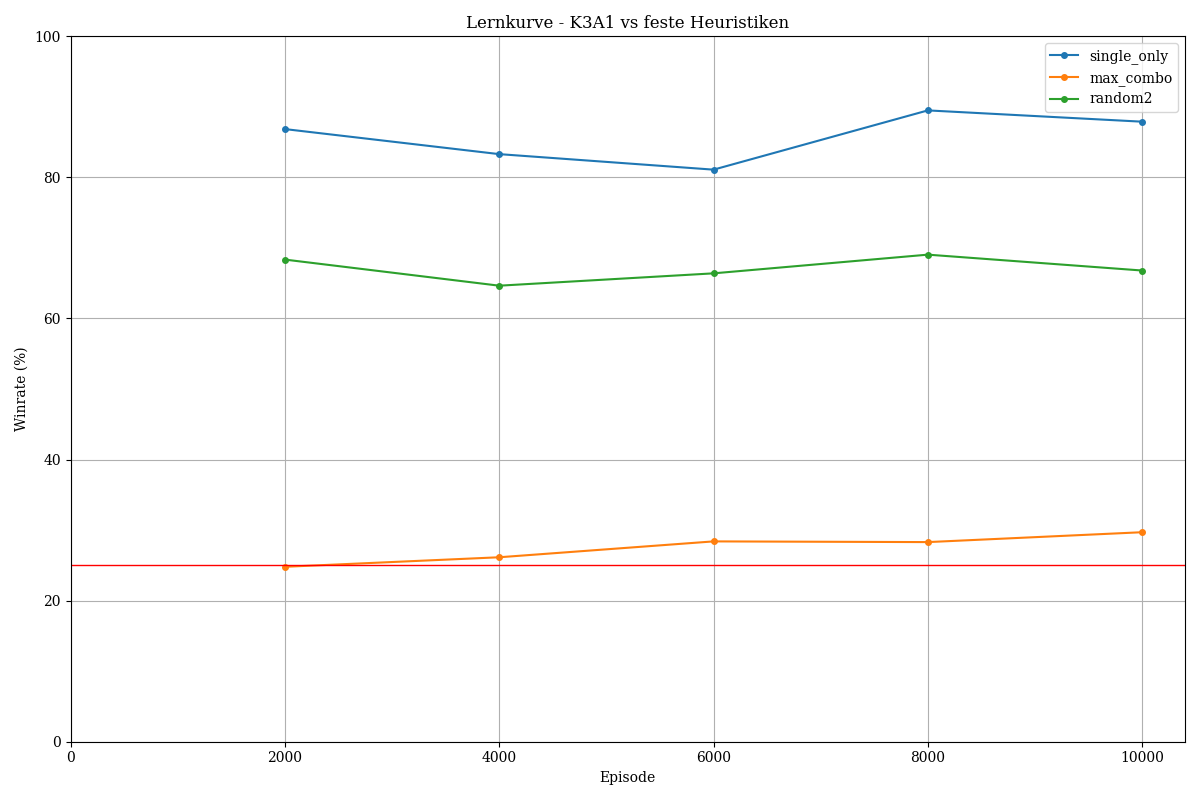 Lernkurve - K3A1 vs feste Heuristiken
100
80
60
40
20
0
Winrate (%)
single_only
max_combo
random2
0 2000 4000 6000 8000 10000
Episode